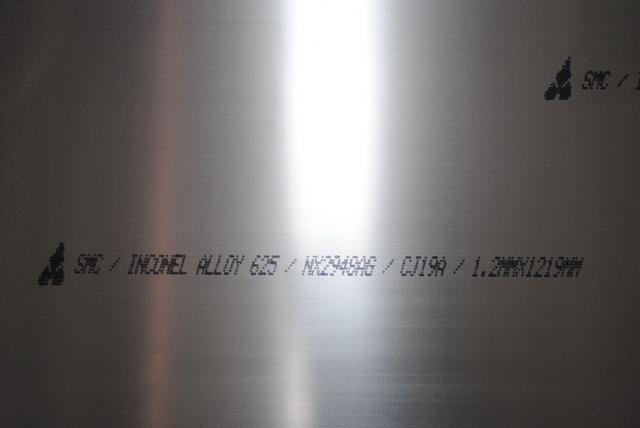 SMC /
SMC / INCONEL ALLOY 625 / NX2949AG / CJ19A / 1.2MMX1219MM